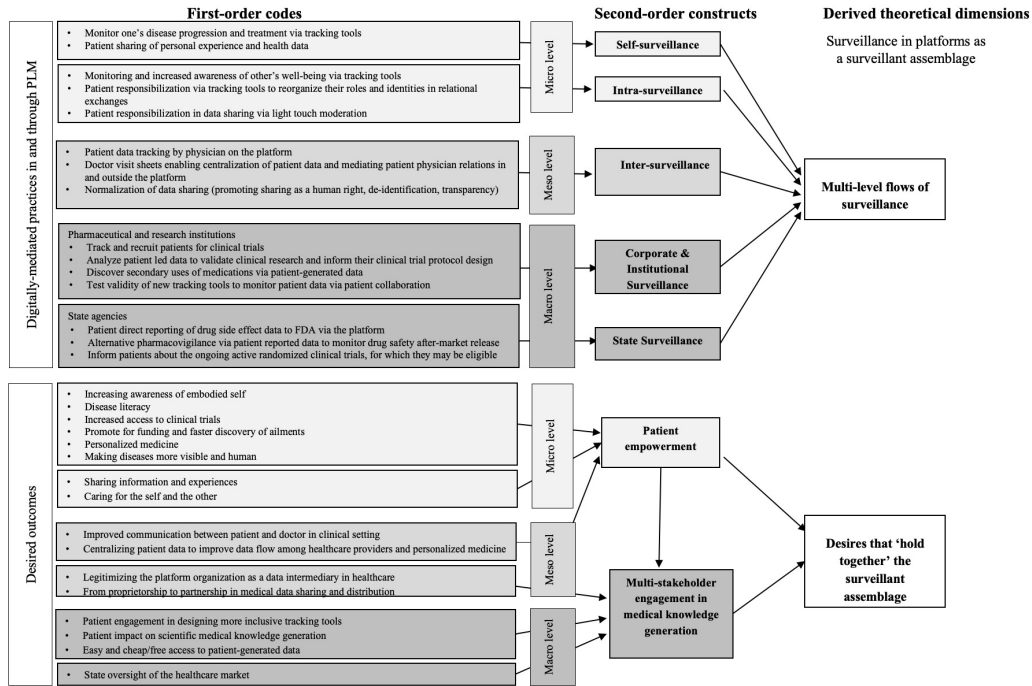 First-order codes
Second-order constructs
Derived theoretical dimensions
Surveillance in platforms as
a surveillant assemblage
Digitally-mediated practices in and through PLM
• Monitor one's disease progression and treatment via tracking tools
• Patient sharing of personal experience and health data
• Monitoring and increased awareness of other's well-being via tracking tools
• Patient responsibilization via tracking tools to reorganize their roles and identities in relational
exchanges
• Patient responsibilization in data sharing via light touch moderation
Micro level
Self-surveillance
Intra-surveillance
• Patient data tracking by physician on the platform
• Doctor visit sheets enabling centralization of patient data and mediating patient physician relations in
and outside the platform
• Normalization of data sharing (promoting sharing as a human right, de-identification, transparency)
Meso level
Inter-surveillance
Multi-level flows of
surveillance
Pharmaceutical and research institutions
• Track and recruit patients for clinical trials
• Analyze patient led data to validate clinical research and inform their clinical trial protocol design
• Discover secondary uses of medications via patient-generated data
• Test validity of new tracking tools to monitor patient data via patient collaboration
State agencies
• Patient direct reporting of drug side effect data to FDA via the platform
• Alternative pharmacovigilance via patient reported data to monitor drug safety after-market release
• Inform patients about the ongoing active randomized clinical trials, for which they may be eligible
Macro level
Corporate &
Institutional
Surveillance
State Surveillance
Desired outcomes
• Increasing awareness of embodied self
• Disease literacy
• Increased access to clinical trials
• Promote for funding and faster discovery of ailments
• Personalized medicine
• Making diseases more visible and human
• Sharing information and experiences
• Caring for the self and the other
Micro level
Patient
empowerment
• Improved communication between patient and doctor in clinical setting
• Centralizing patient data to improve data flow among healthcare providers and personalized medicine
• Legitimizing the platform organization as a data intermediary in healthcare
• From proprietorship to partnership in medical data sharing and distribution
Meso level
Multi-stakeholder
engagement in
medical knowledge
generation
Desires that 'hold
together' the
surveillant
assemblage
• Patient engagement in designing more inclusive tracking tools
• Patient impact on scientific medical knowledge generation
• Easy and cheap/free access to patient-generated data
• State oversight of the healthcare market
Macro level